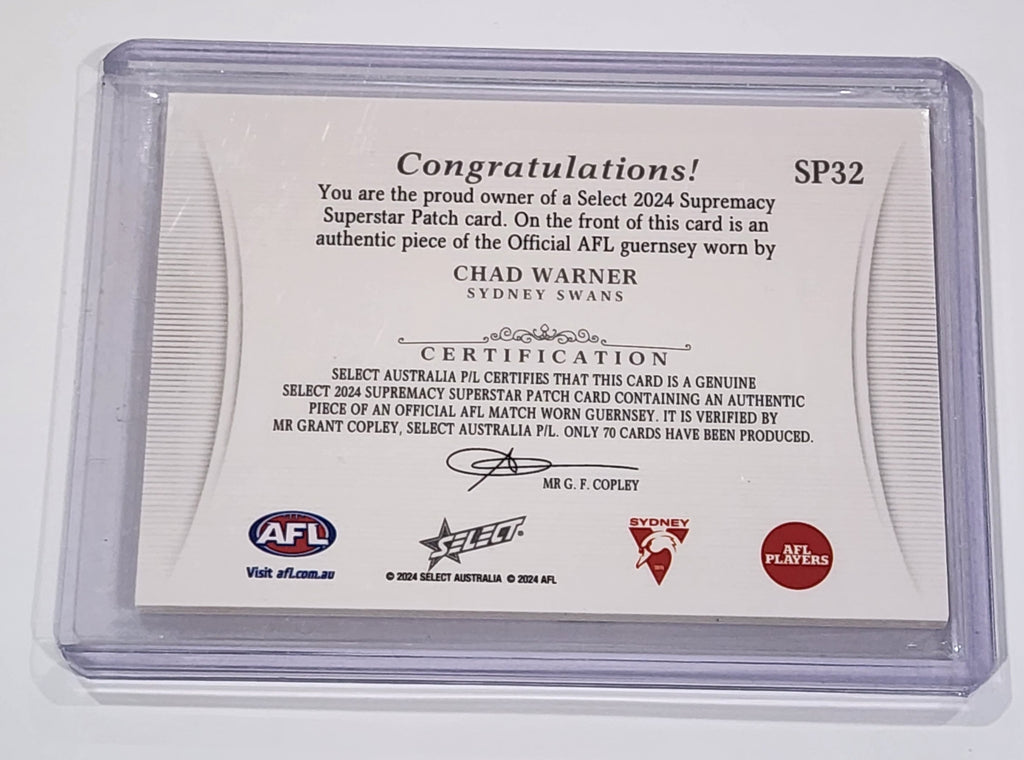 Congratulations!
SP32
You are the proud owner of a Select 2024 Supremacy
Superstar Patch card. On the front of this card is an
authentic piece of the Official AFL guernsey worn by
CHAD WARNER
SYDNEY SWANS
CERTIFICATION
SELECT AUSTRALIA P/L CERTIFIES THAT THIS CARD IS A GENUINE
SELECT 2024 SUPREMACY SUPERSTAR PATCH CARD CONTAINING AN AUTHENTIC
PIECE OF AN OFFICIAL AFL MATCH WORN GUERNSEY. IT IS VERIFIED BY
MR GRANT COPLEY, SELECT AUSTRALIA P/L. ONLY 70 CARDS HAVE BEEN PRODUCED.
MR G. F. COPLEY
AFL
Visit afl.com.au
SELECT
© 2024 SELECT AUSTRALIA © 2024 AFL
SYDNEY
AFL
PLAYERS